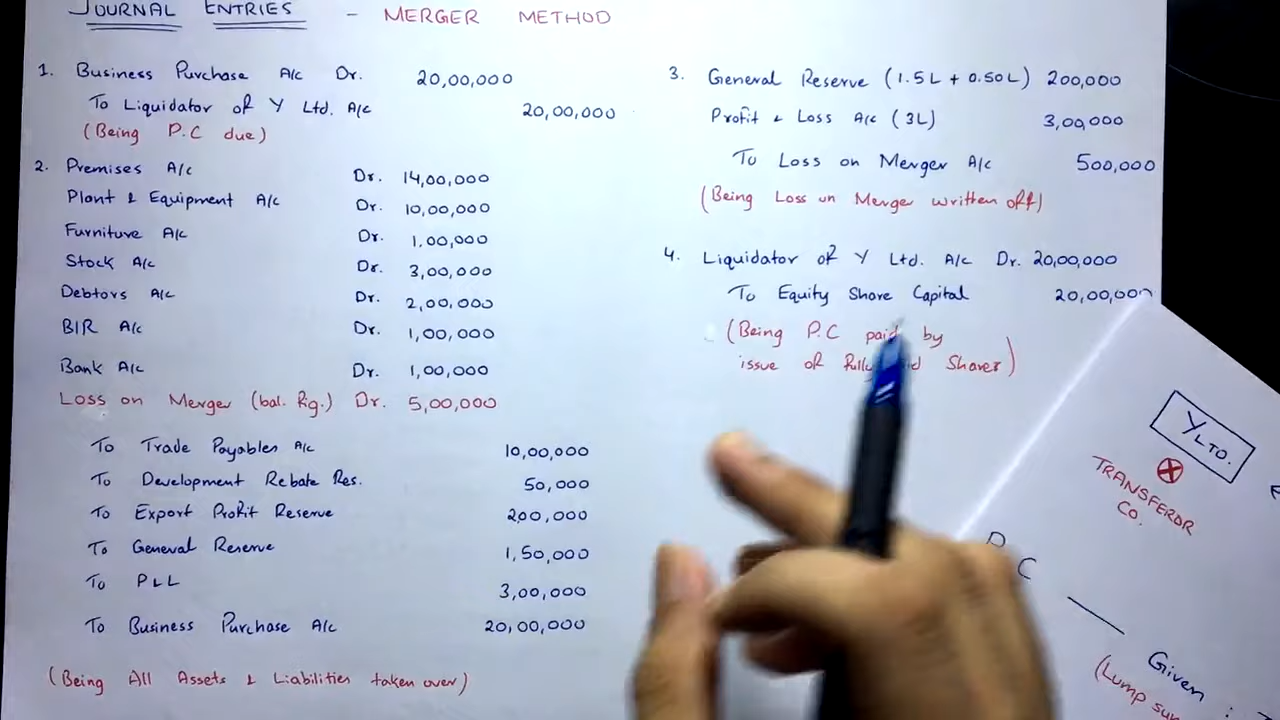 JOURNAL ENTRIES - MERGER METHOD
1. Business Purchase A/c Dr. 20,00,000
To Liquidator of Y Ltd. A/c 20,00,000
(Being P.C due)
2. Premises A/c Dr. 14,00,000
Plant & Equipment A/c Dr. 10,00,000
Furniture A/c Dr. 1,00,000
Stock A/c Dr. 3,00,000
Debtors A/c Dr. 2,00,000
B/R A/c Dr. 1,00,000
Bank A/c Dr. 1,00,000
Loss on Merger (bal. fig.) Dr. 5,00,000
To Trade Payables A/c 10,00,000
To Development Rebate Res. 50,000
To Export Profit Reserve 200,000
To General Reserve 1,50,000
To P&L 3,00,000
To Business Purchase A/c 20,00,000
(Being All Assets & Liabilities taken over)
3. General Reserve (1.5L + 0.50L) 200,000
Profit & Loss A/c (3L) 3,00,000
To Loss on Merger A/c 500,000
(Being Loss on Merger written off)
4. Liquidator of Y Ltd. A/c Dr. 20,00,000
To Equity Share Capital 20,00,000
(Being P.C paid by
issue of Shares)
Y LTD.
TRANSFEROR
CO.
P.C
Given :
(Lump